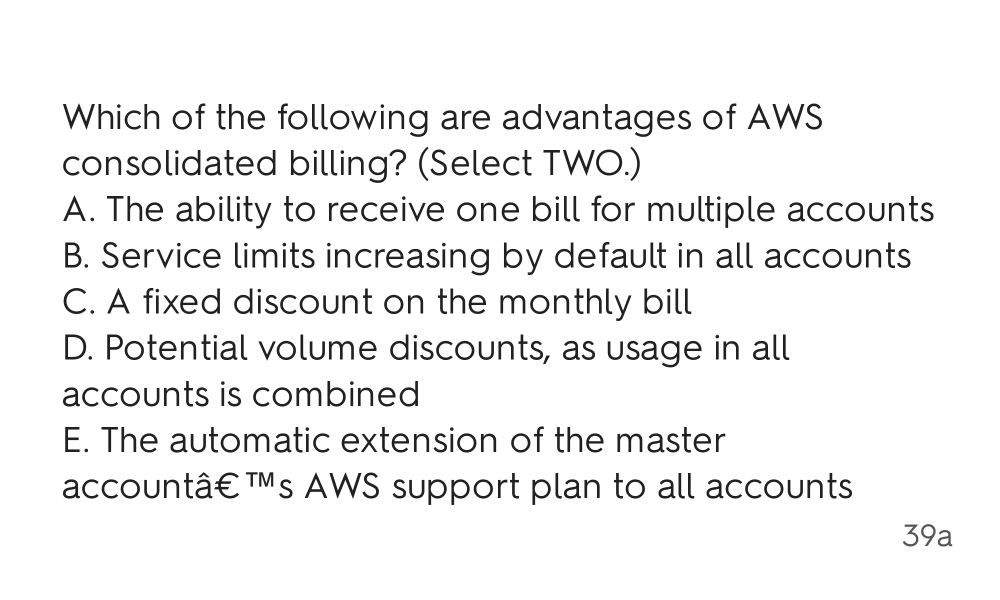 Which of the following are advantages of AWS
consolidated billing? (Select TWO.)
A. The ability to receive one bill for multiple accounts
B. Service limits increasing by default in all accounts
C. A fixed discount on the monthly bill
D. Potential volume discounts, as usage in all
accounts is combined
E. The automatic extension of the master
accountâ€™s AWS support plan to all accounts
39a